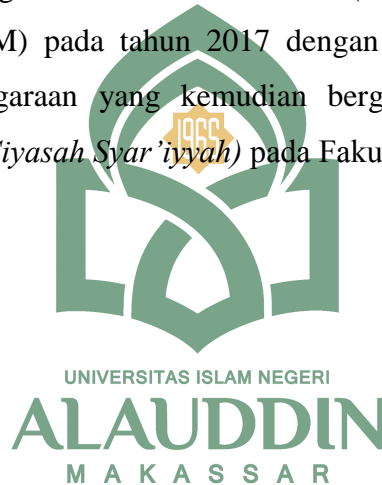 M) pada tahun 2017 dengan
garaan yang kemudian berg
iyasah Syar’iyyah) pada Faku
1965
UNIVERSITAS ISLAM NEGERI
ALAUDDIN
MAKASSAR